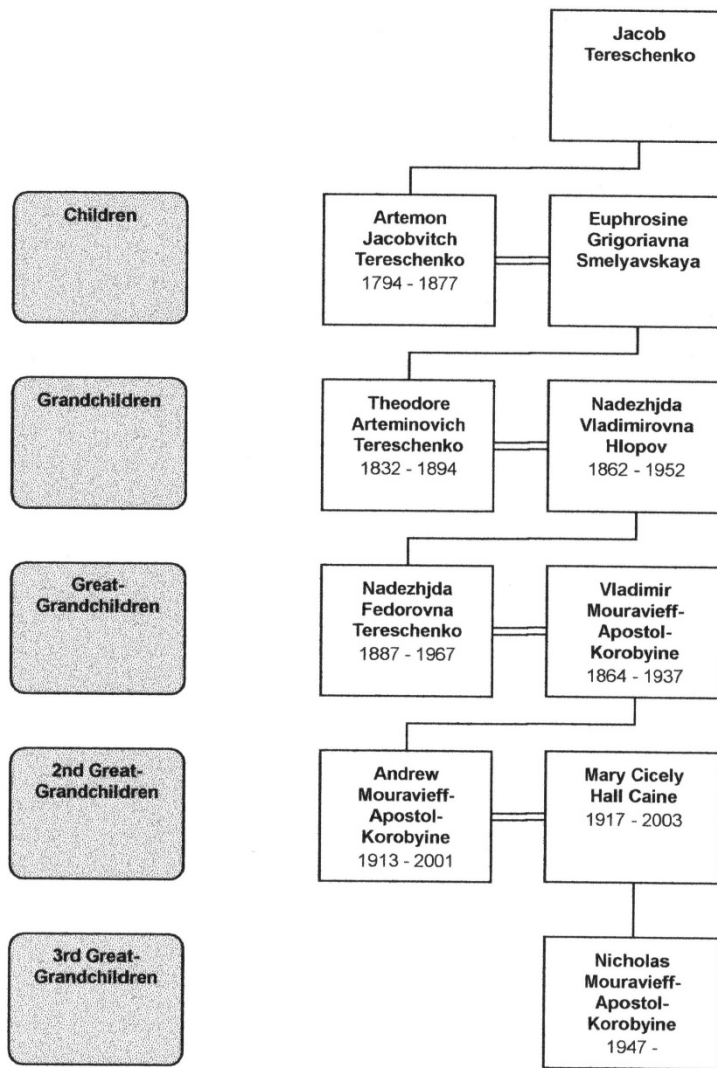 Jacob
Tereschenko
Children
Artemon
Jacobvitch
Tereschenko
1794 - 1877
Euphrosine
Grigoriavna
Smelyavskaya
Grandchildren
Theodore
Arteminovich
Tereschenko
1832 - 1894
Nadezhjda
Vladimirovna
Hlopov
1862 - 1952
Great-
Grandchildren
Nadezhjda
Fedorovna
Tereschenko
1887 - 1967
Vladimir
Mouravieff-
Apostol-
Korobyine
1864 - 1937
2nd Great-
Grandchildren
Andrew
Mouravieff-
Apostol-
Korobyine
1913 - 2001
Mary Cicely
Hall Caine
1917 - 2003
3rd Great-
Grandchildren
Nicholas
Mouravieff-
Apostol-
Korobyine
1947 -